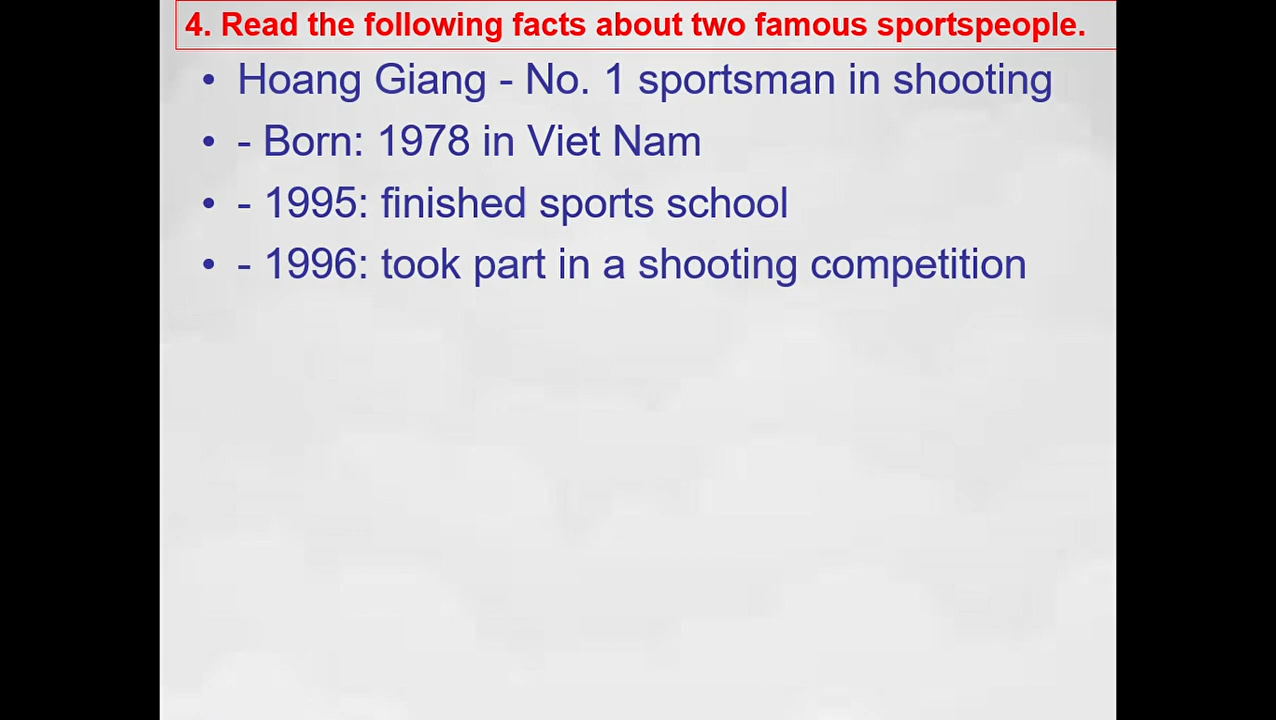 4. Read the following facts about two famous sportspeople.
• Hoang Giang - No. 1 sportsman in shooting
• - Born: 1978 in Viet Nam
• - 1995: finished sports school
• - 1996: took part in a shooting competition